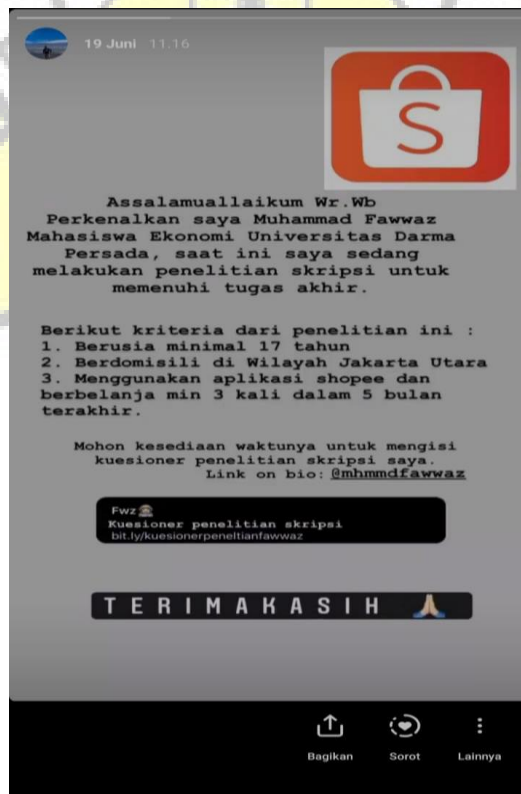 19 Juni 11.16
S
Assalamuallaikum Wr.Wb
Perkenalkan saya Muhammad Fawwaz
Mahasiswa Ekonomi Universitas Darma
Persada, saat ini saya sedang
melakukan penelitian skripsi untuk
memenuhi tugas akhir.
Berikut kriteria dari penelitian ini :
1. Berusia minimal 17 tahun
2. Berdomisili di Wilayah Jakarta Utara
3. Menggunakan aplikasi shopee dan
berbelanja min 3 kali dalam 5 bulan
terakhir.
Mohon kesediaan waktunya untuk mengisi
kuesioner penelitian skripsi saya.
Link on bio: @mhmmdfawwaz
Fwz
Kuesioner penelitian skripsi
bit.ly/kuesionerpeneltianfawwaz
TERIMAKASIH 🙏🏻
Bagikan Sorot Lainnya